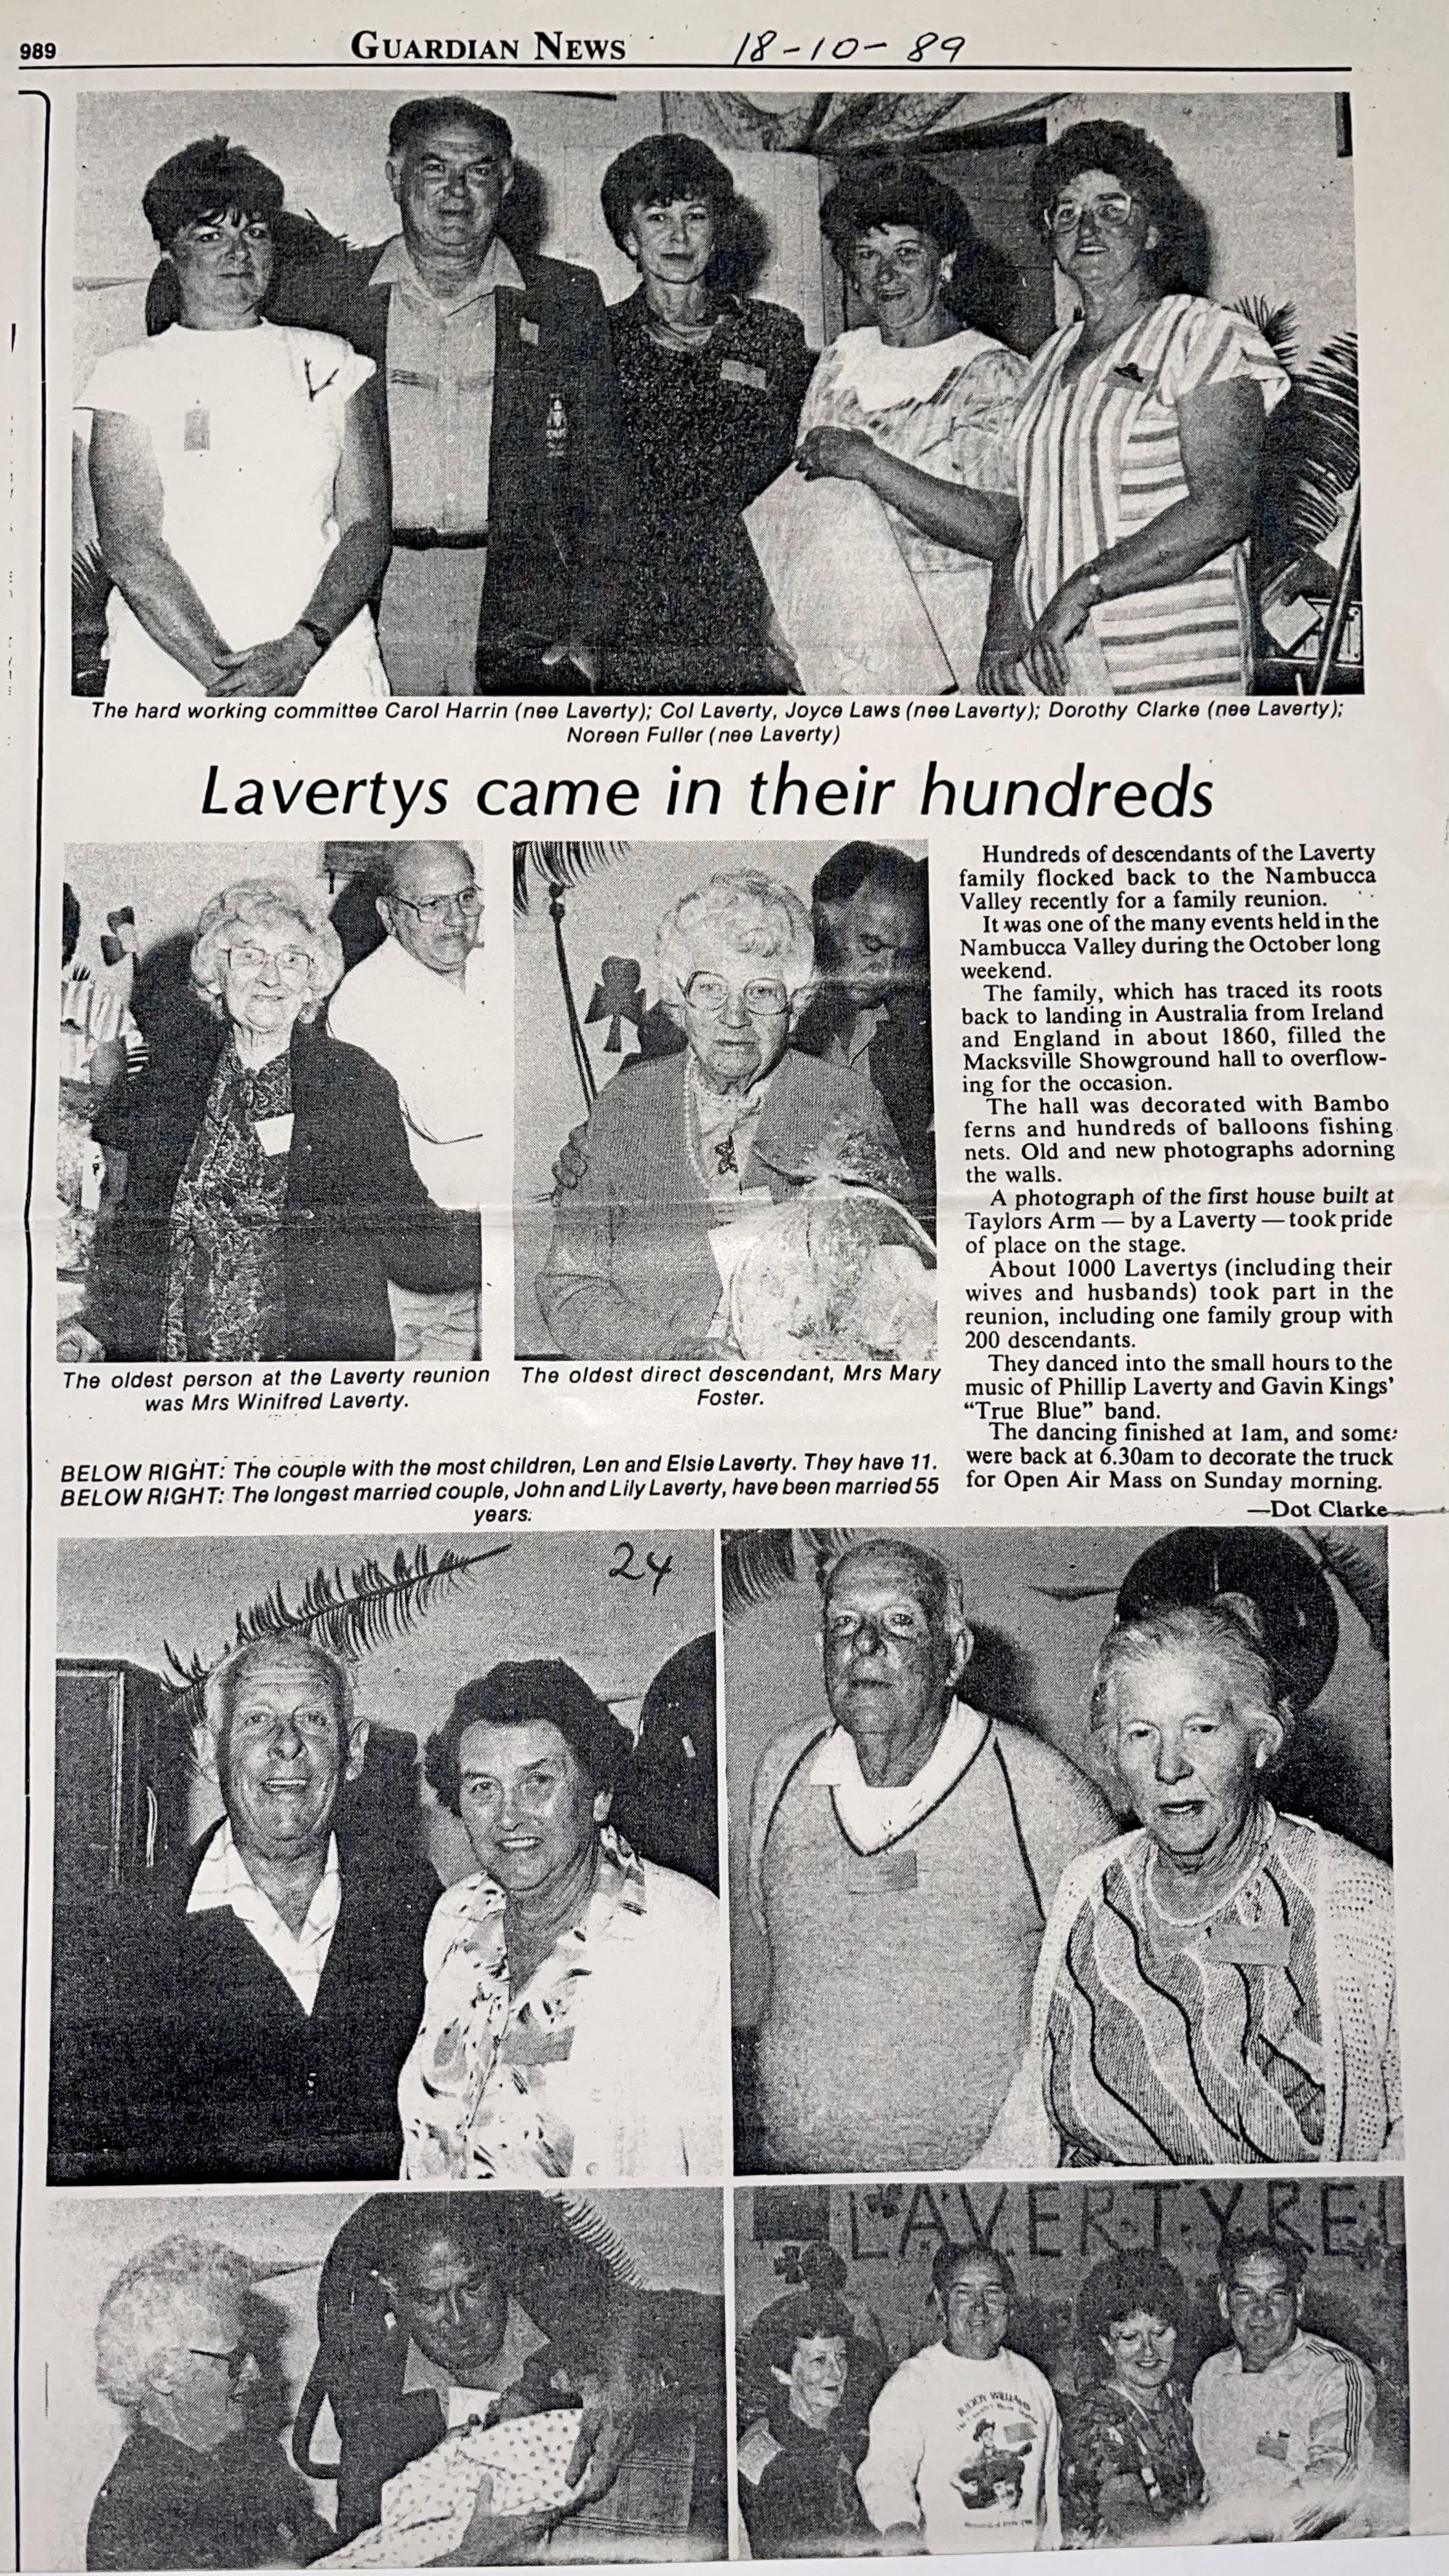 989
GUARDIAN NEWS
18-10-89
The hard working committee Carol Harrin (nee Laverty); Col Laverty, Joyce Laws (nee Laverty); Dorothy Clarke (nee Laverty);
Noreen Fuller (nee Laverty)
Lavertys came in their hundreds
The oldest person at the Laverty reunion
was Mrs Winifred Laverty.
The oldest direct descendant, Mrs Mary
Foster.
BELOW RIGHT: The couple with the most children, Len and Elsie Laverty. They have 11.
BELOW RIGHT: The longest married couple, John and Lily Laverty, have been married 55
years.
Hundreds of descendants of the Laverty
family flocked back to the Nambucca
Valley recently for a family reunion.
It was one of the many events held in the
Nambucca Valley during the October long
weekend.
The family, which has traced its roots
back to landing in Australia from Ireland
and England in about 1860, filled the
Macksville Showground hall to overflow-
ing for the occasion.
The hall was decorated with Bambo
ferns and hundreds of balloons fishing
nets. Old and new photographs adorning
the walls.
A photograph of the first house built at
Taylors Arm — by a Laverty — took pride
of place on the stage.
About 1000 Lavertys (including their
wives and husbands) took part in the
reunion, including one family group with
200 descendants.
They danced into the small hours to the
music of Phillip Laverty and Gavin Kings'
"True Blue" band.
The dancing finished at 1am, and some
were back at 6.30am to decorate the truck
for Open Air Mass on Sunday morning.
—Dot Clarke
24
LAVERTY RE
BUDDY WILLIAMS